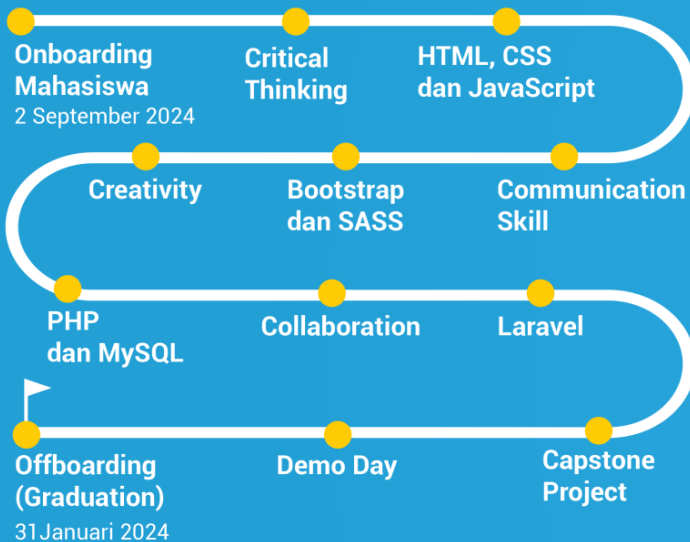 Onboarding
Mahasiswa
2 September 2024
Critical
Thinking
HTML, CSS
dan JavaScript
Communication
Skill
Bootstrap
dan SASS
Creativity
PHP
dan MySQL
Collaboration
Laravel
Capstone
Project
Demo Day
Offboarding
(Graduation)
31Januari 2024